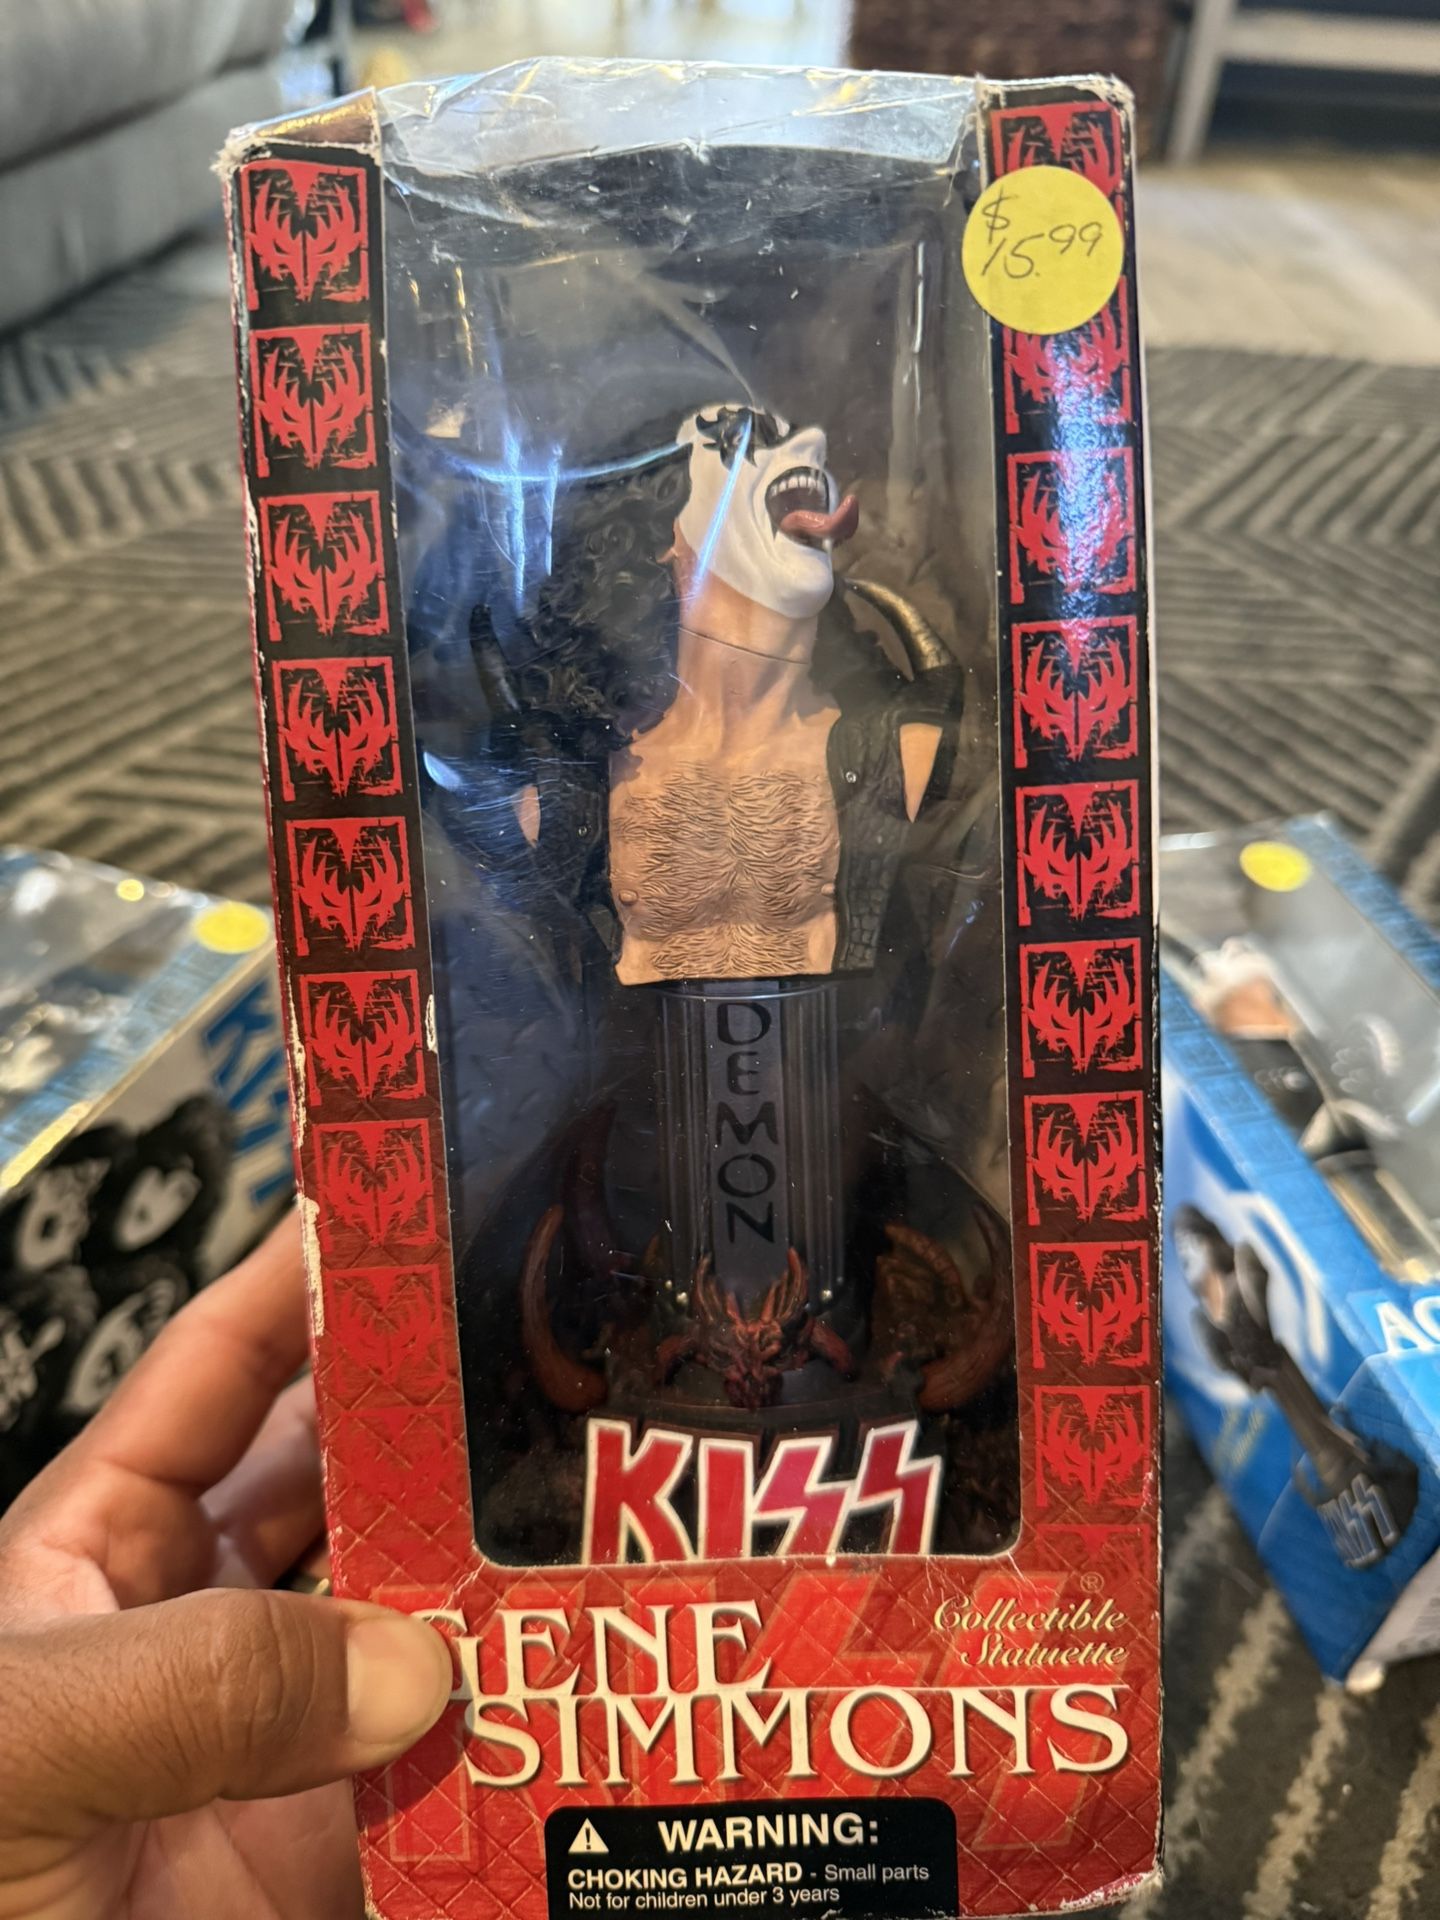 $
15.99
DEMON
KISS
®
GENE
SIMMONS
Collectible
Statuette
WARNING:
CHOKING HAZARD - Small parts
Not for children under 3 years
KISS